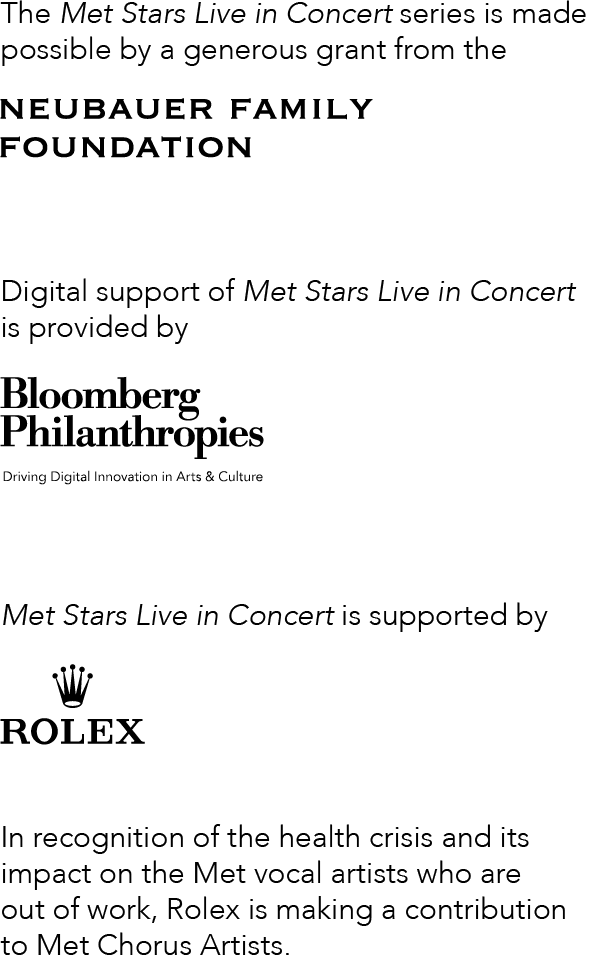 The Met Stars Live in Concert series is made
possible by a generous grant from the
NEUBAUER FAMILY
FOUNDATION
Digital support of Met Stars Live in Concert
is provided by
Bloomberg
Philanthropies
Driving Digital Innovation in Arts & Culture
Met Stars Live in Concert is supported by
ROLEX
In recognition of the health crisis and its
impact on the Met vocal artists who are
out of work, Rolex is making a contribution
to Met Chorus Artists.